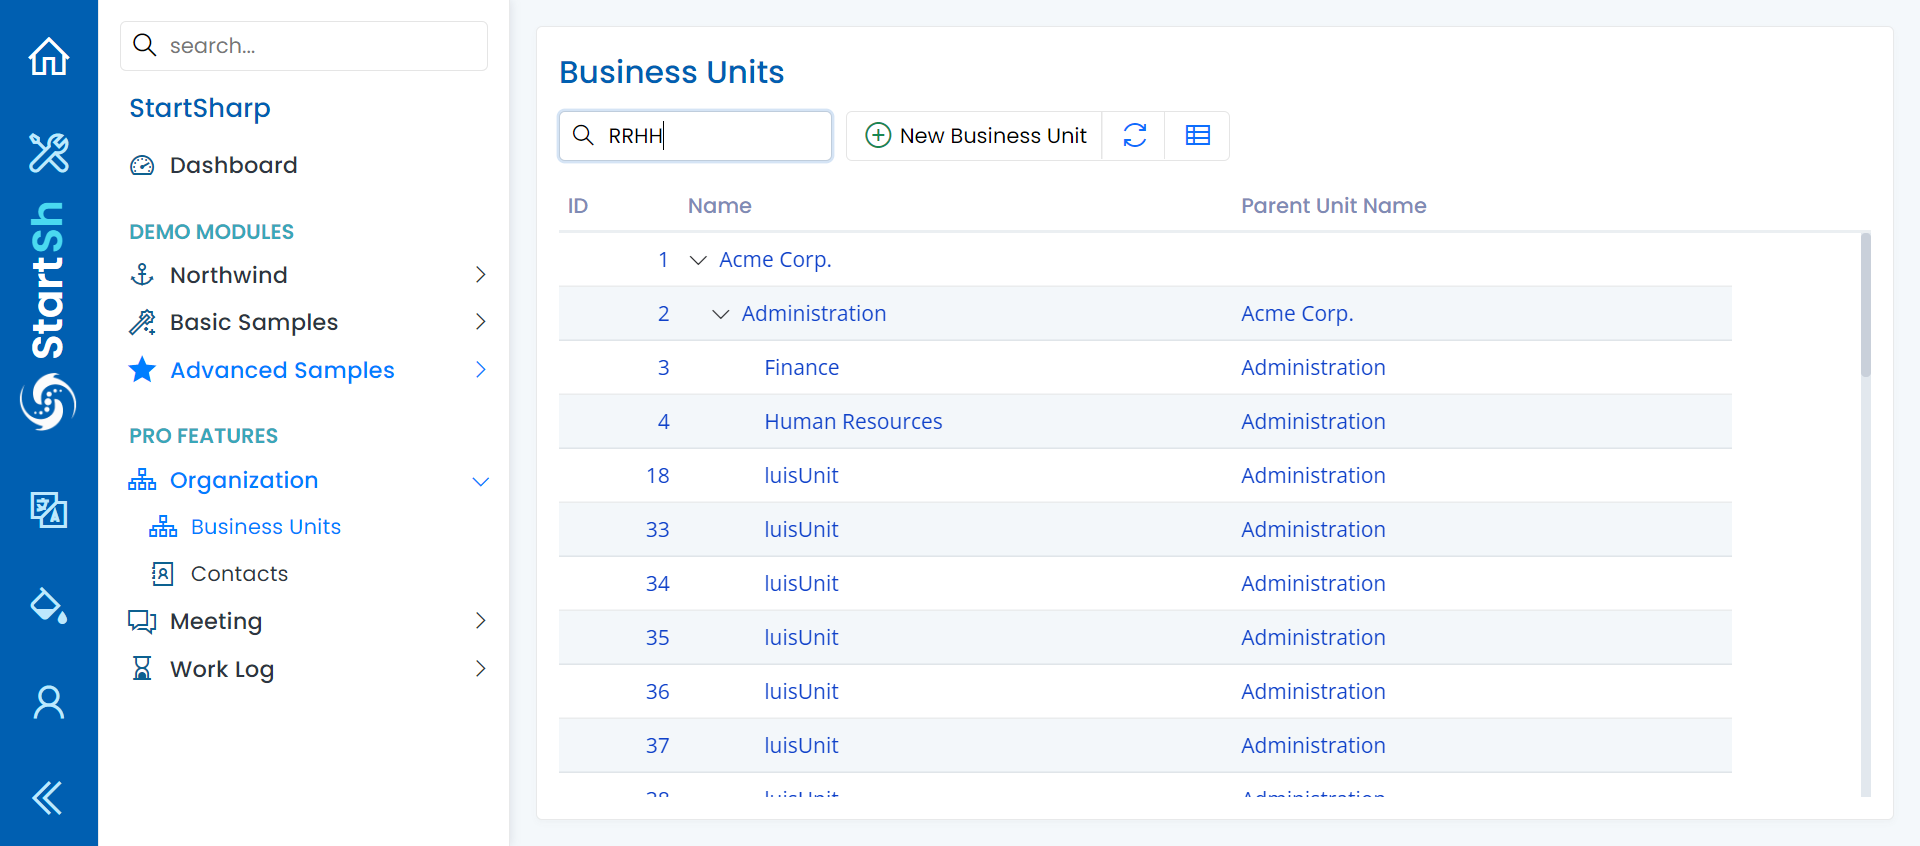 StartSh
search...
StartSharp
Dashboard
DEMO MODULES
Northwind
Basic Samples
Advanced Samples
PRO FEATURES
Organization
Business Units
Contacts
Meeting
Work Log
Business Units
RRHH
New Business Unit
ID Name Parent Unit Name
1 Acme Corp.
2 Administration Acme Corp.
3 Finance Administration
4 Human Resources Administration
18 luisUnit Administration
33 luisUnit Administration
34 luisUnit Administration
35 luisUnit Administration
36 luisUnit Administration
37 luisUnit Administration
38 luisUnit Administration